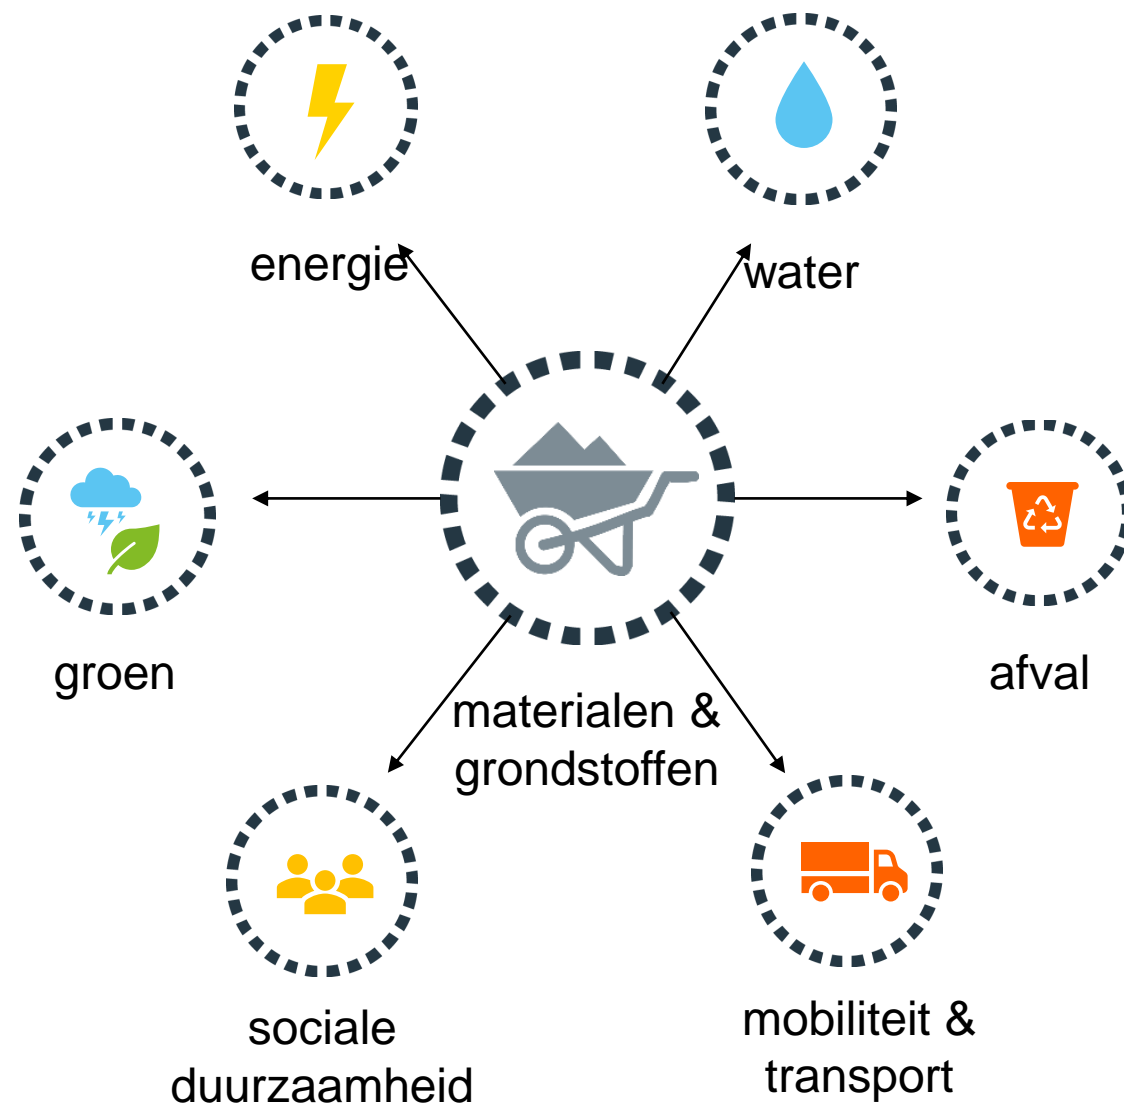 energie
water
groen
afval
materialen &
grondstoffen
sociale
duurzaamheid
mobiliteit &
transport